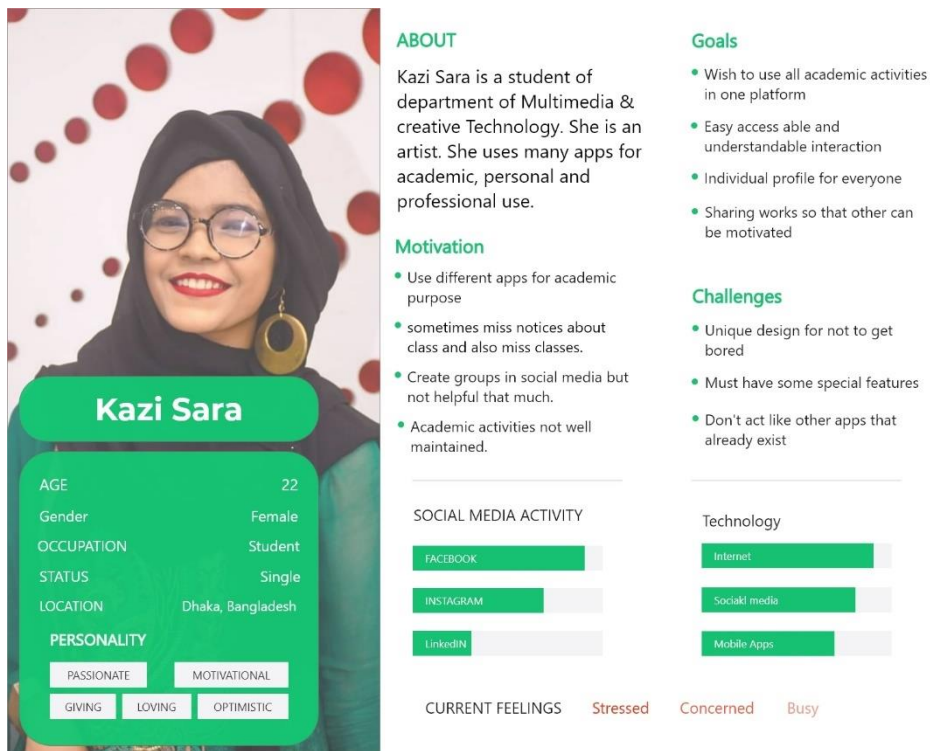 Kazi Sara
AGE 22
Gender Female
OCCUPATION Student
STATUS Single
LOCATION Dhaka, Bangladesh
PERSONALITY
PASSIONATE MOTIVATIONAL
GIVING LOVING OPTIMISTIC
ABOUT
Kazi Sara is a student of
department of Multimedia &
creative Technology. She is an
artist. She uses many apps for
academic, personal and
professional use.
Motivation
• Use different apps for academic
purpose
• sometimes miss notices about
class and also miss classes.
• Create groups in social media but
not helpful that much.
• Academic activities not well
maintained.
SOCIAL MEDIA ACTIVITY
FACEBOOK
INSTAGRAM
LinkedIN
Goals
• Wish to use all academic activities
in one platform
• Easy access able and
understandable interaction
• Individual profile for everyone
• Sharing works so that other can
be motivated
Challenges
• Unique design for not to get
bored
• Must have some special features
• Don't act like other apps that
already exist
Technology
Internet
Sociakl media
Mobile Apps
CURRENT FEELINGS Stressed Concerned Busy